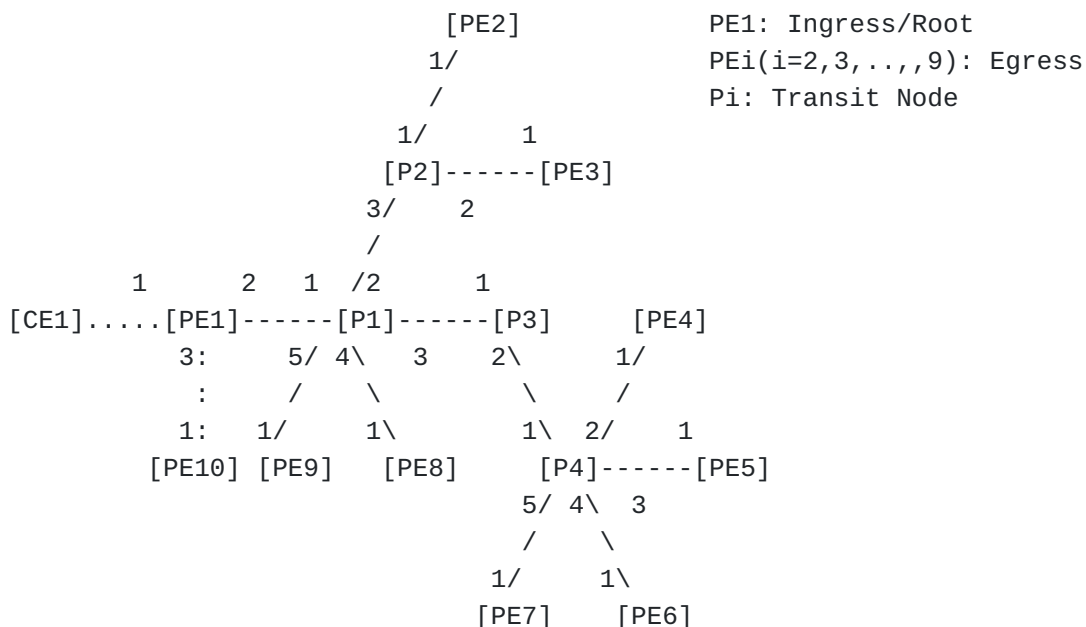 [PE2]            PE1: Ingress/Root
                           1/                PEi(i=2,3,..,,9): Egress
                           /                 Pi: Transit Node
                         1/      1
                        [P2]------[PE3]
                       3/    2
                       /
        1      2   1  /2      1
[CE1].....[PE1]------[P1]------[P3]     [PE4]
           3:     5/ 4\   3    2\      1/
            :     /    \         \     /
           1:   1/     1\        1\  2/    1
         [PE10] [PE9]   [PE8]     [P4]------[PE5]
                                 5/ 4\  3
                                 /    \
                               1/     1\
                              [PE7]    [PE6]